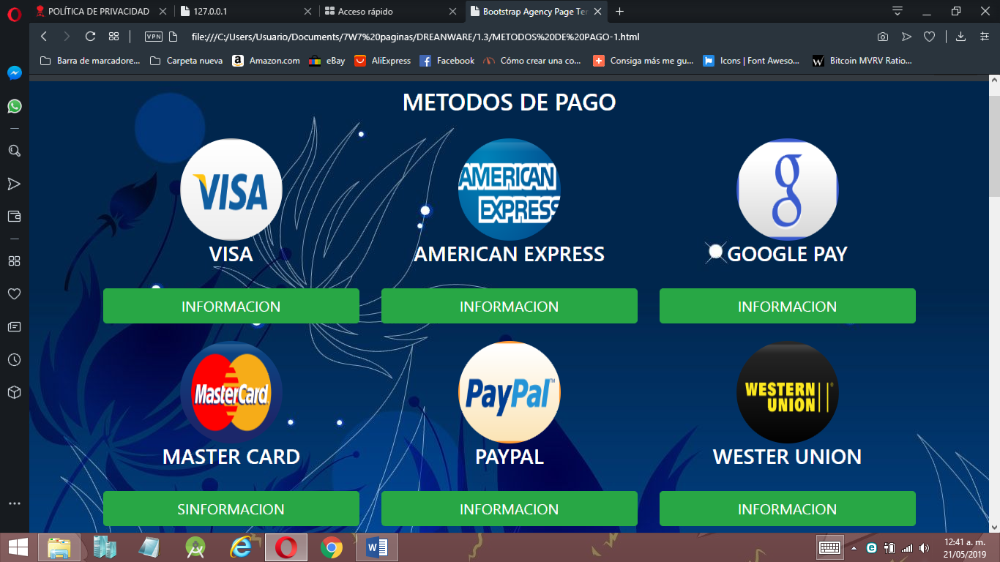 POLÍTICA DE PRIVACIDAD
127.0.0.1
Acceso rápido
Bootstrap Agency Page Ter
VPN
file:///C:/Users/Usuario/Documents/7W7%20paginas/DREANWARE/1.3/METODOS%20DE%20PAGO-1.html
Barra de marcadore...
Carpeta nueva
Amazon.com
eBay
AliExpress
Facebook
Cómo crear una co...
Consiga más me gu...
Icons | Font Aweso...
Bitcoin MVRV Ratio...
METODOS DE PAGO
VISA
AMERICAN
EXPRESS
g
VISA
AMERICAN EXPRESS
GOOGLE PAY
INFORMACION
INFORMACION
INFORMACION
MasterCard
PayPal™
WESTERN
UNION
MASTER CARD
PAYPAL
WESTER UNION
SINFORMACION
INFORMACION
INFORMACION
12:41 a. m.
21/05/2019